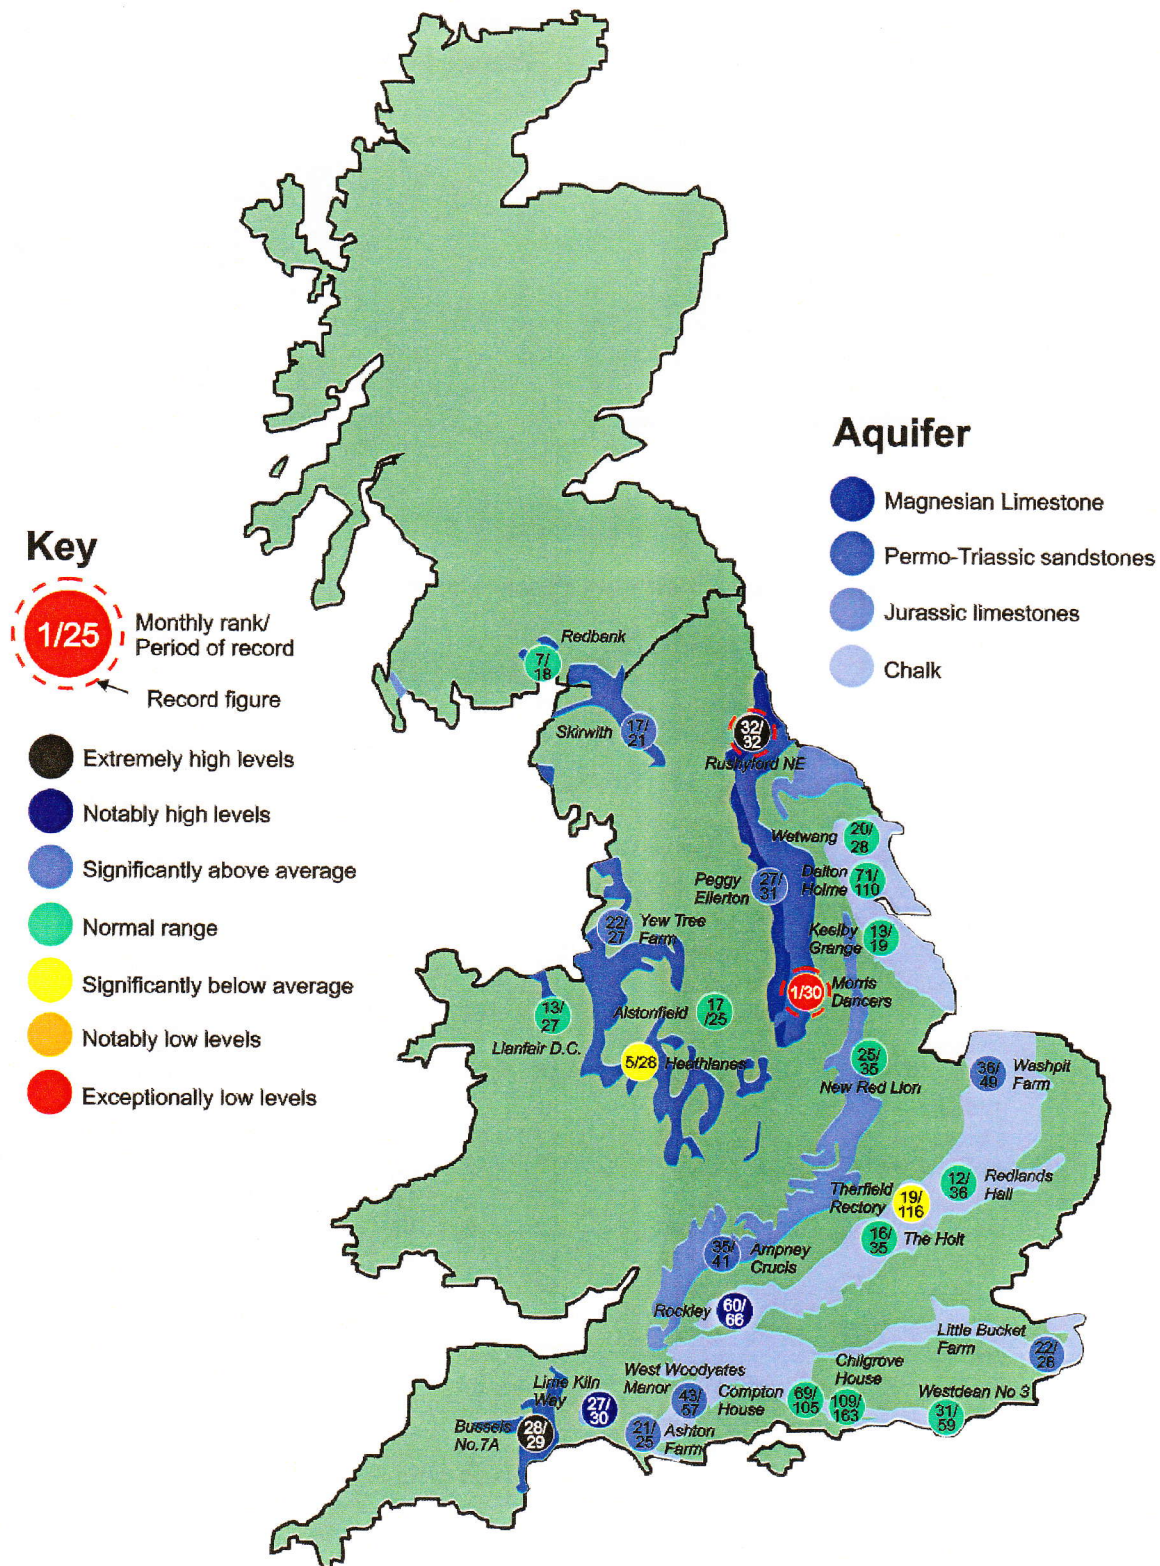 Aquifer
Magnesian Limestone
Permo-Triassic sandstones
Jurassic limestones
Chalk
Key
1/25
Monthly rank/
Period of record
Record figure
Extremely high levels
Notably high levels
Significantly above average
Normal range
Significantly below average
Notably low levels
Exceptionally low levels
Redbank
7/
18
Skirwith
17/
21
32/
32
Rushyford NE
Wetwang
20/
28
Dalton
Holme
71/
110
Peggy
Ellerton
27/
31
Keelby
Grange
13/
19
22/
27
Yew Tree
Farm
1/30
Morris
Dancers
13/
27
Llanfair D.C.
Alstonfield
17
/25
5/28
Heathlanes
25/
35
New Red Lion
36/
49
Washpit
Farm
12/
36
Redlands
Hall
Therfield
Rectory
19/
116
16/
35
The Holt
35/
41
Ampney
Crucis
Rockley
60/
66
Little Bucket
Farm
22/
28
Chilgrove
House
109/
163
Westdean No 3
31/
59
West Woodyates
Manor
43/
57
Compton
House
69/
105
Lime Kiln
Way
27/
30
Bussels
No.7A
28/
29
21/
25
Ashton
Farm